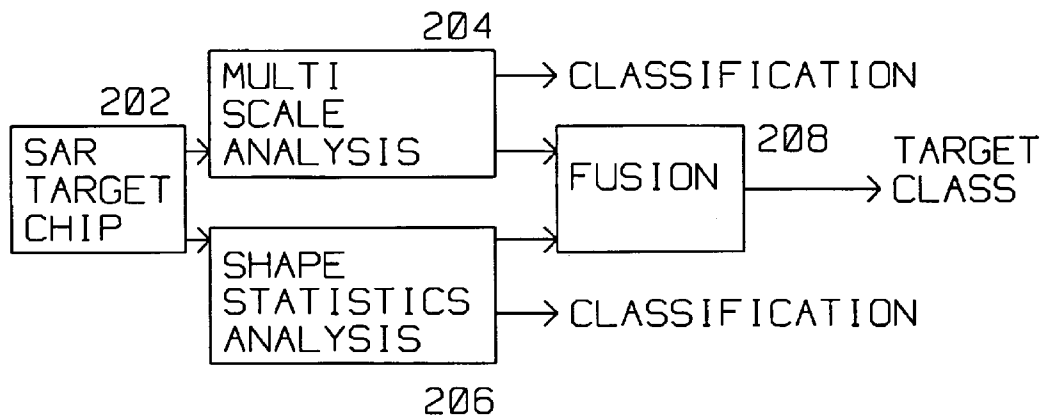 204
MULTI
SCALE
ANALYSIS
CLASSIFICATION
202
SAR
TARGET
CHIP
208
FUSION
TARGET
CLASS
SHAPE
STATISTICS
ANALYSIS
CLASSIFICATION
206